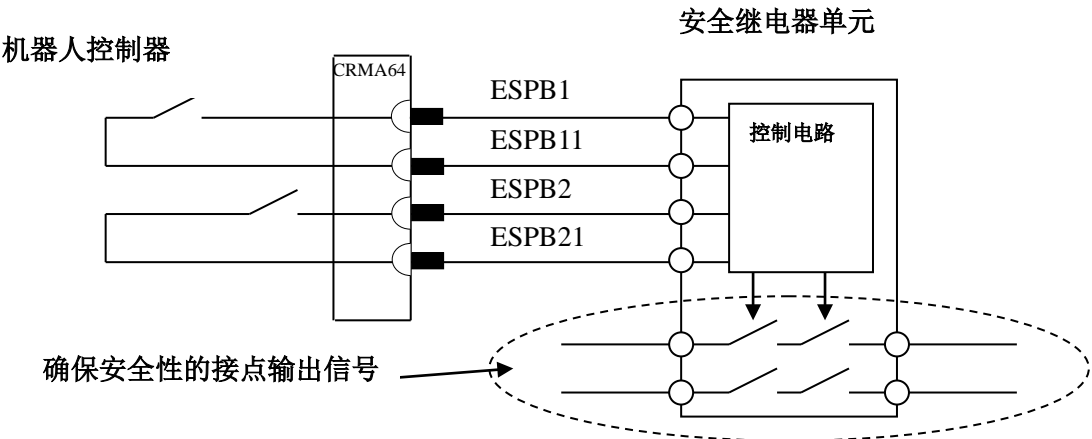 安全继电器单元
机器人控制器
CRMA64
ESPB1
控制电路
ESPB11
ESPB2
ESPB21
确保安全性的接点输出信号